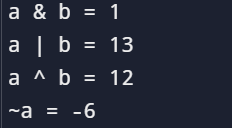 a & b = 1
a | b = 13
a ^ b = 12
~a = -6